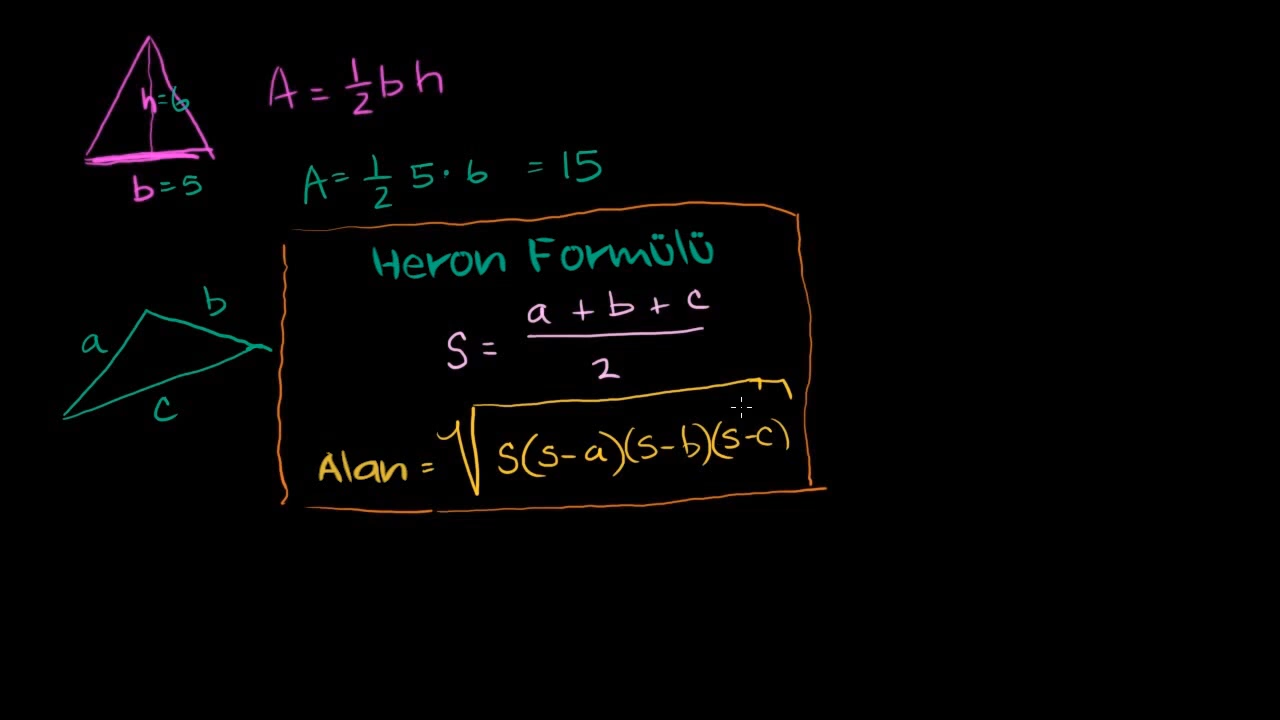 h=6
A = 1/2 b h
b=5
A = 1/2 5・6 = 15
Heron Formülü
a b c
S = a + b + c / 2
Alan = √S(s-a)(s-b)(s-c)